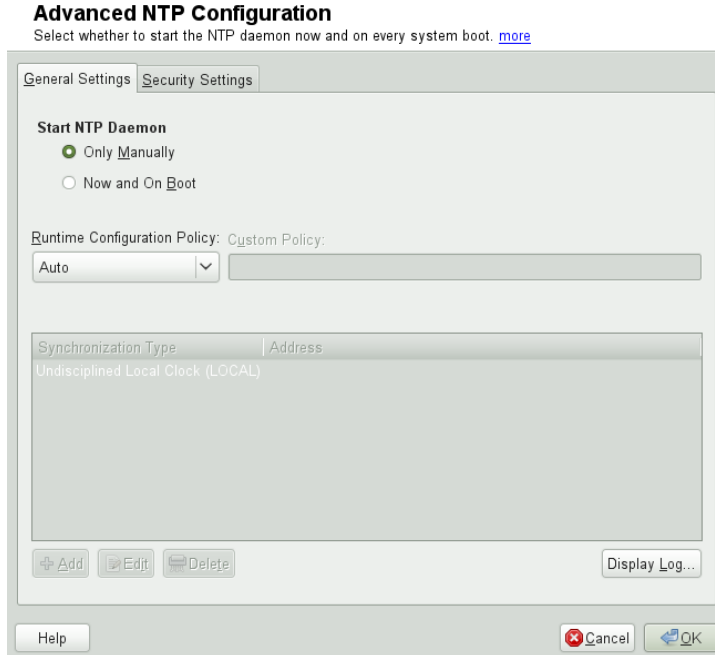 Advanced NTP Configuration
Select whether to start the NTP daemon now and on every system boot. more
General Settings Security Settings
Start NTP Daemon
Only Manually
Now and On Boot
Runtime Configuration Policy: Custom Policy:
Auto
Synchronization Type Address
Undisciplined Local Clock (LOCAL)
Add Edit Delete Display Log...
Help Cancel OK